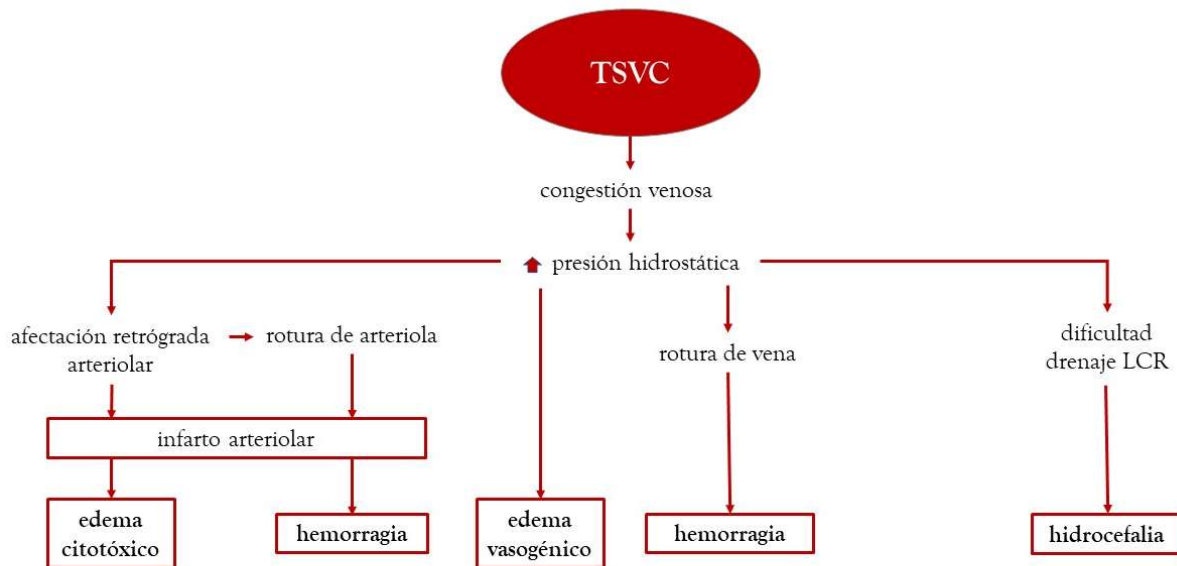 TSVC
congestión venosa
presión hidrostática
afectación retrógrada
arteriolar
rotura de arteriola
rotura de vena
dificultad
drenaje LCR
infarto arteriolar
edema
citotóxico
hemorragia
edema
vasogénico
hemorragia
hidrocefalia